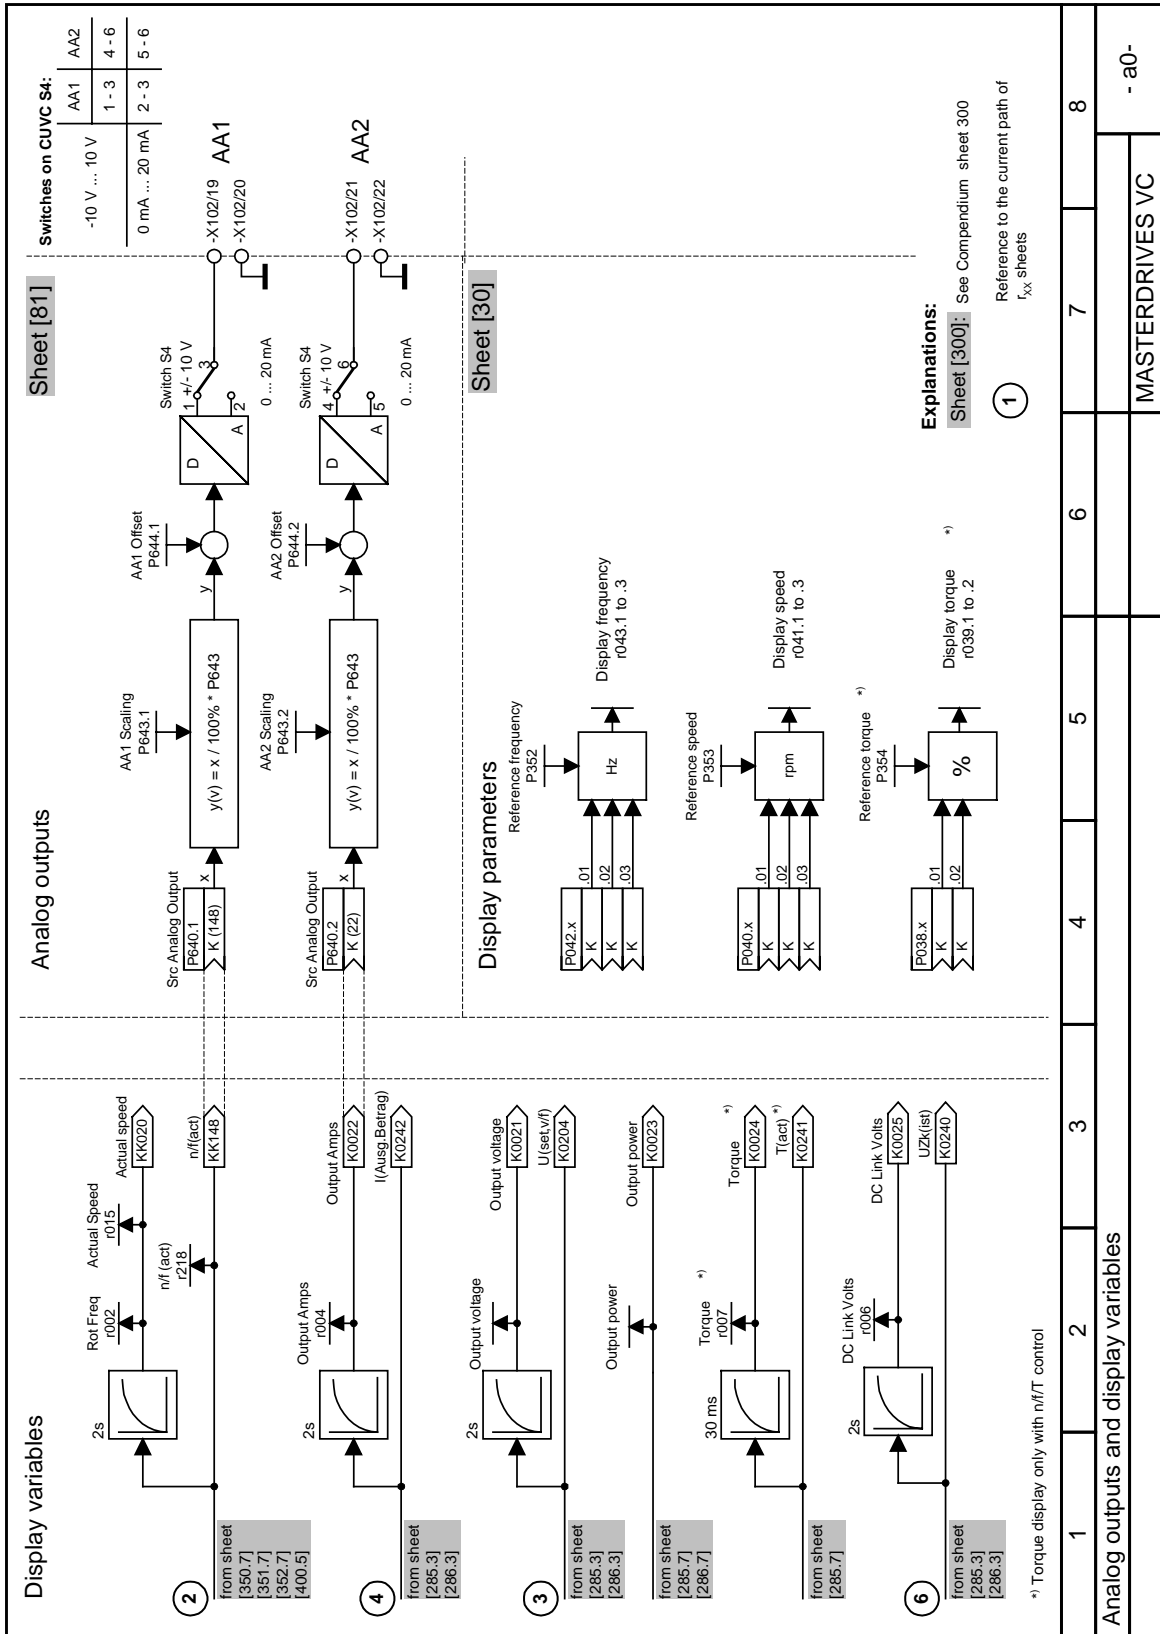 Display variables
2s
Rot Freq
r002
Actual Speed
r015
Actual speed
KK020
n/f (act)
r218
n/f(act)
KK148
2
from sheet
[350.7]
[351.7]
[352.7]
[400.5]
2s
Output Amps
r004
Output Amps
K0022
I(Ausg.Betrag)
K0242
4
from sheet
[285.3]
[286.3]
2s
Output voltage
Output voltage
K0021
U(set,v/f)
K0204
3
from sheet
[285.3]
[286.3]
Output power
Output power
K0023
from sheet
[285.7]
[286.7]
30 ms
Torque *)
r007
Torque *)
K0024
T(act) *)
K0241
from sheet
[285.7]
2s
DC Link Volts
r006
DC Link Volts
K0025
UZk(ist)
K0240
6
from sheet
[285.3]
[286.3]
*) Torque display only with n/f/T control
Analog outputs
Sheet [81]
Switches on CUVC S4:
AA1 AA2
-10 V ... 10 V 1 - 3 4 - 6
0 mA ... 20 mA 2 - 3 5 - 6
Src Analog Output
P640.1
K (148)
x
AA1 Scaling
P643.1
y(v) = x / 100% * P643
y
AA1 Offset
P644.1
D
A
Switch S4
1 +/- 10 V
3
2
0 ... 20 mA
-X102/19
AA1
-X102/20
Src Analog Output
P640.2
K (22)
x
AA2 Scaling
P643.2
y(v) = x / 100% * P643
y
AA2 Offset
P644.2
D
A
Switch S4
4 +/- 10 V
6
5
0 ... 20 mA
-X102/21
AA2
-X102/22
Display parameters
Sheet [30]
Reference frequency
P352
P042.x
K .01
K .02
K .03
Hz
Display frequency
r043.1 to .3
Reference speed
P353
P040.x
K .01
K .02
K .03
rpm
Display speed
r041.1 to .3
Reference torque *)
P354
P038.x
K .01
K .02
%
Display torque *)
r039.1 to .2
Explanations:
Sheet [300]: See Compendium sheet 300
1 Reference to the current path of
rXX sheets
1 2 3 4 5 6 7 8
Analog outputs and display variables
MASTERDRIVES VC
- a0-